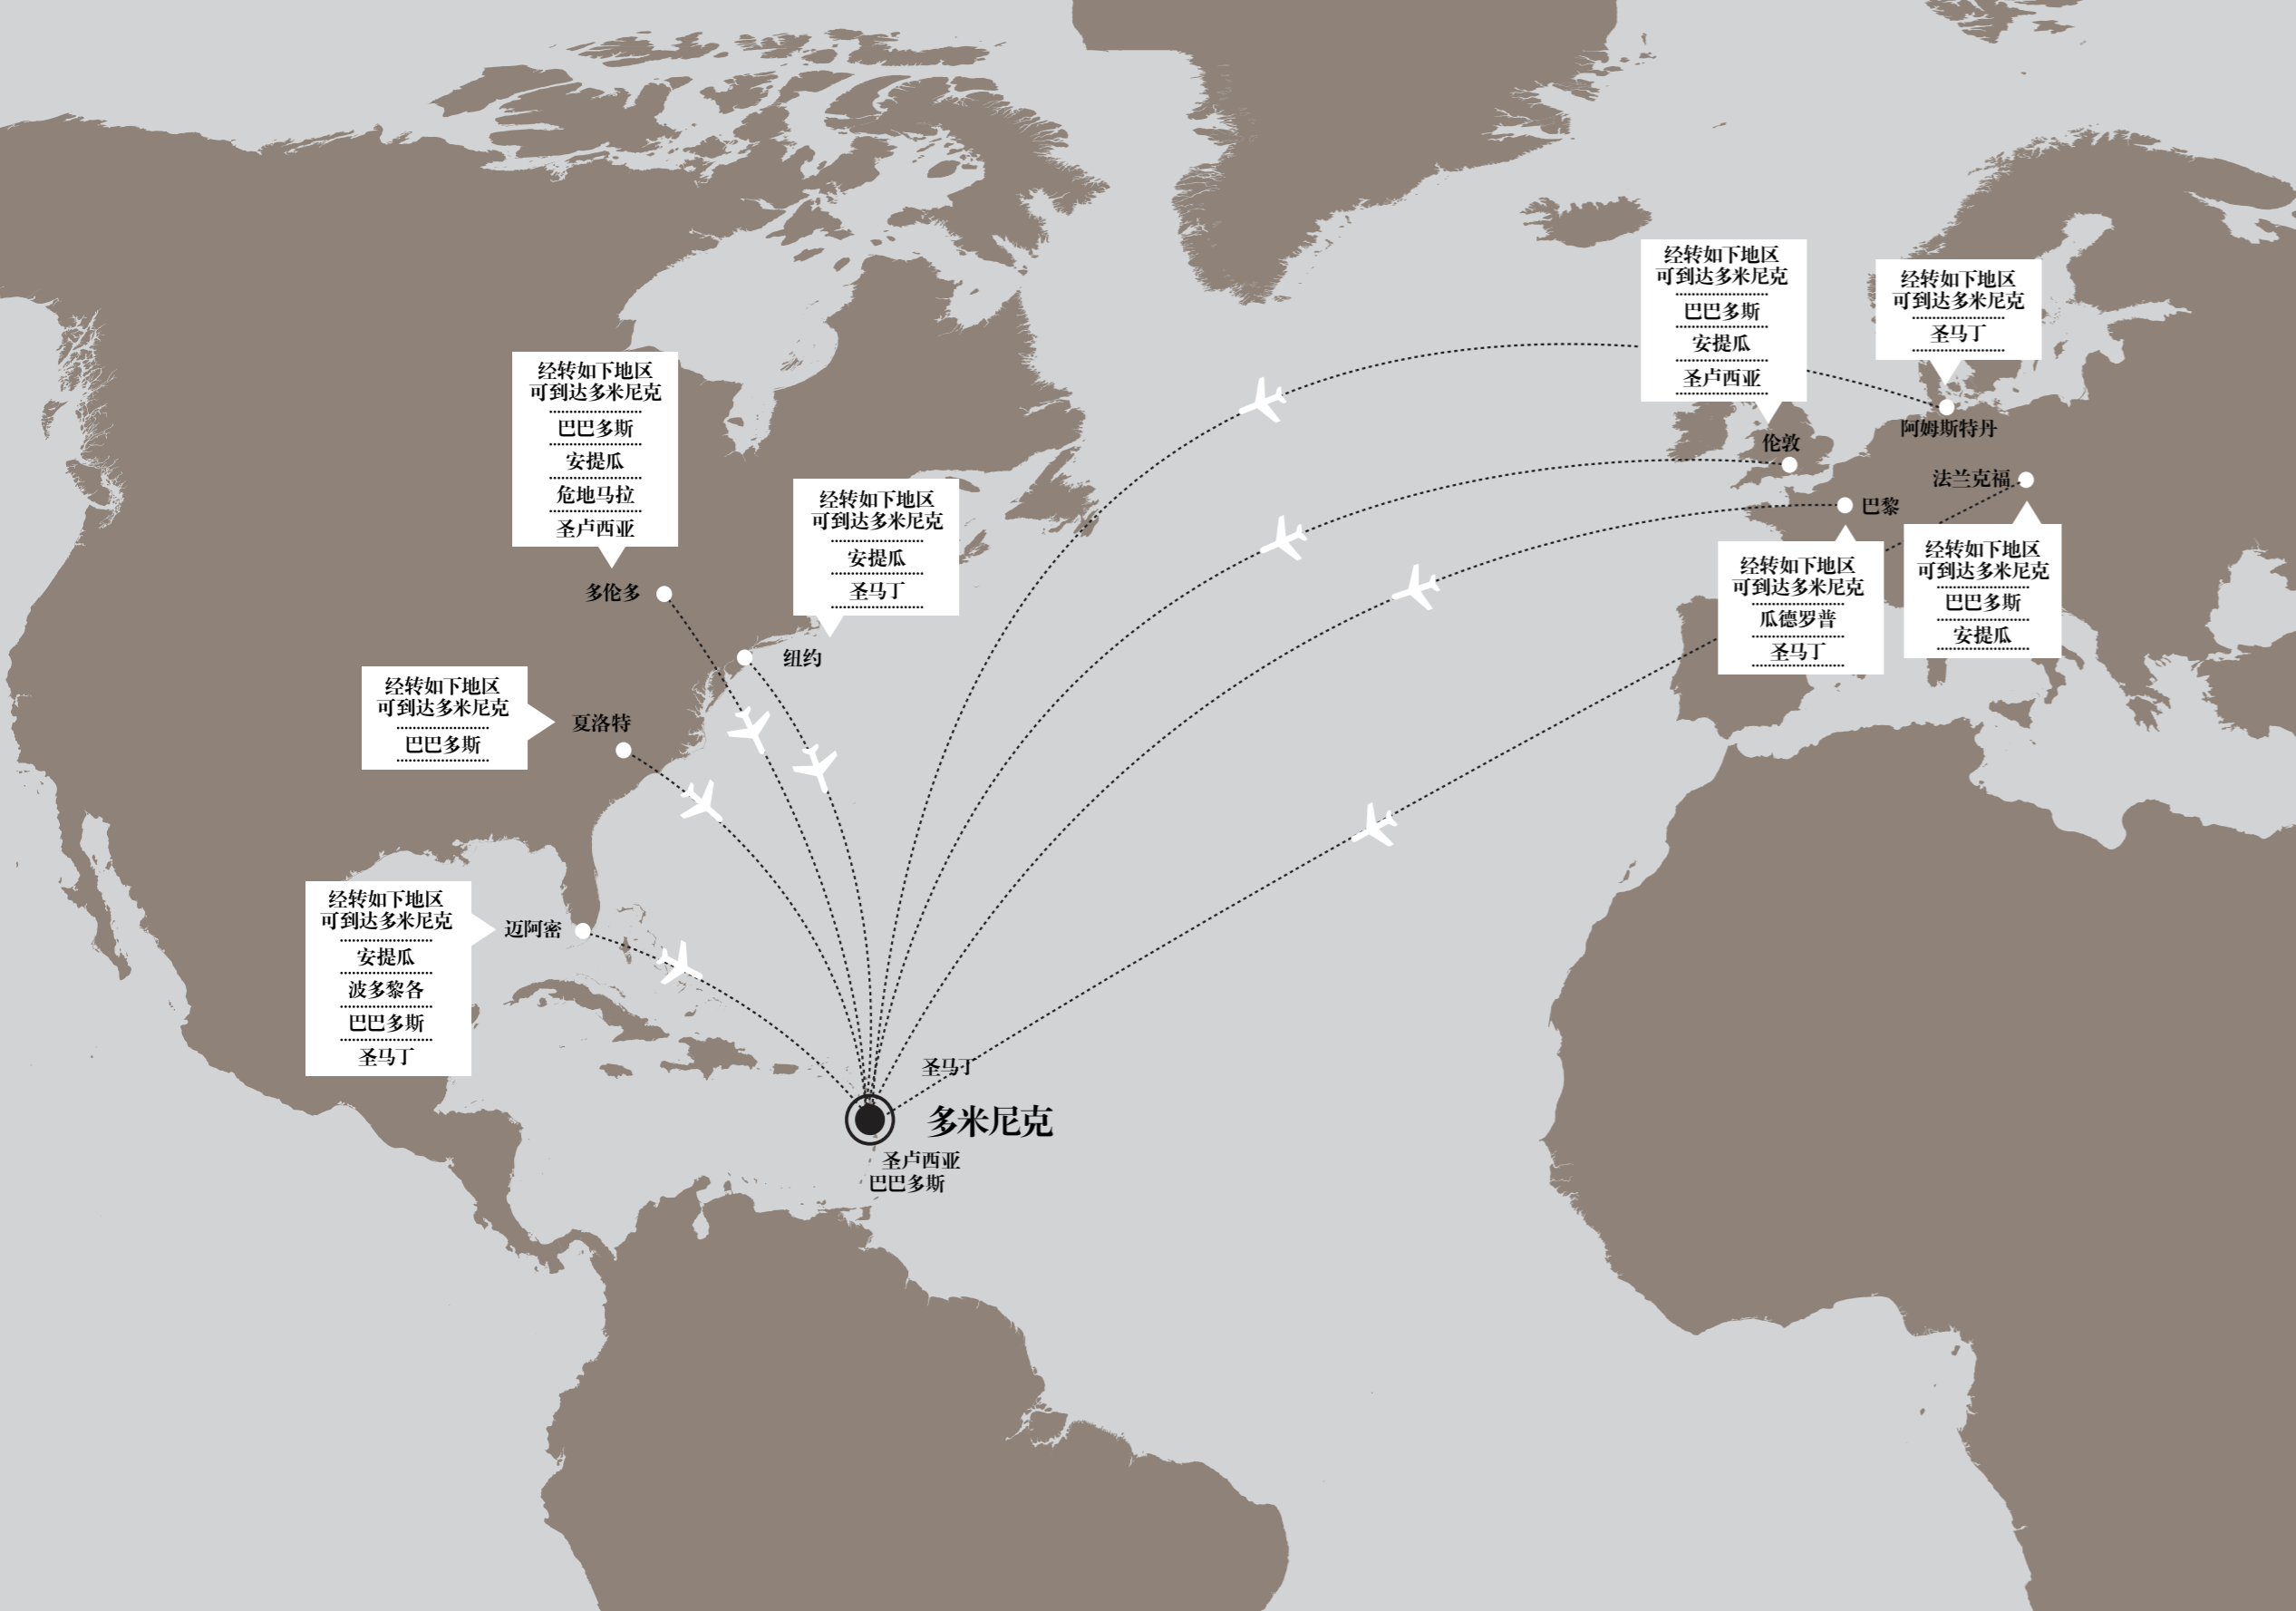 经转如下地区
可到达多米尼克
巴巴多斯
安提瓜
圣卢西亚
伦敦
经转如下地区
可到达多米尼克
圣马丁
阿姆斯特丹
经转如下地区
可到达多米尼克
巴巴多斯
安提瓜
危地马拉
圣卢西亚
多伦多
经转如下地区
可到达多米尼克
安提瓜
圣马丁
纽约
法兰克福
经转如下地区
可到达多米尼克
巴巴多斯
安提瓜
巴黎
经转如下地区
可到达多米尼克
瓜德罗普
圣马丁
经转如下地区
可到达多米尼克
巴巴多斯
夏洛特
经转如下地区
可到达多米尼克
安提瓜
波多黎各
巴巴多斯
圣马丁
迈阿密
圣马丁
多米尼克
圣卢西亚
巴巴多斯